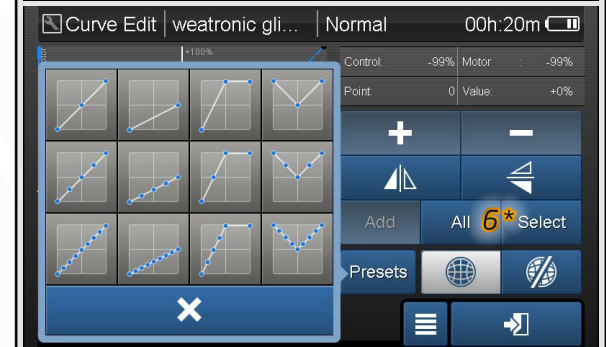 Curve Edit weatronic gli... Normal 00h:20m
+100%
Control: -99% Motor : -99%
Point: 0 Value: +0%
Add All 6* Select
Presets